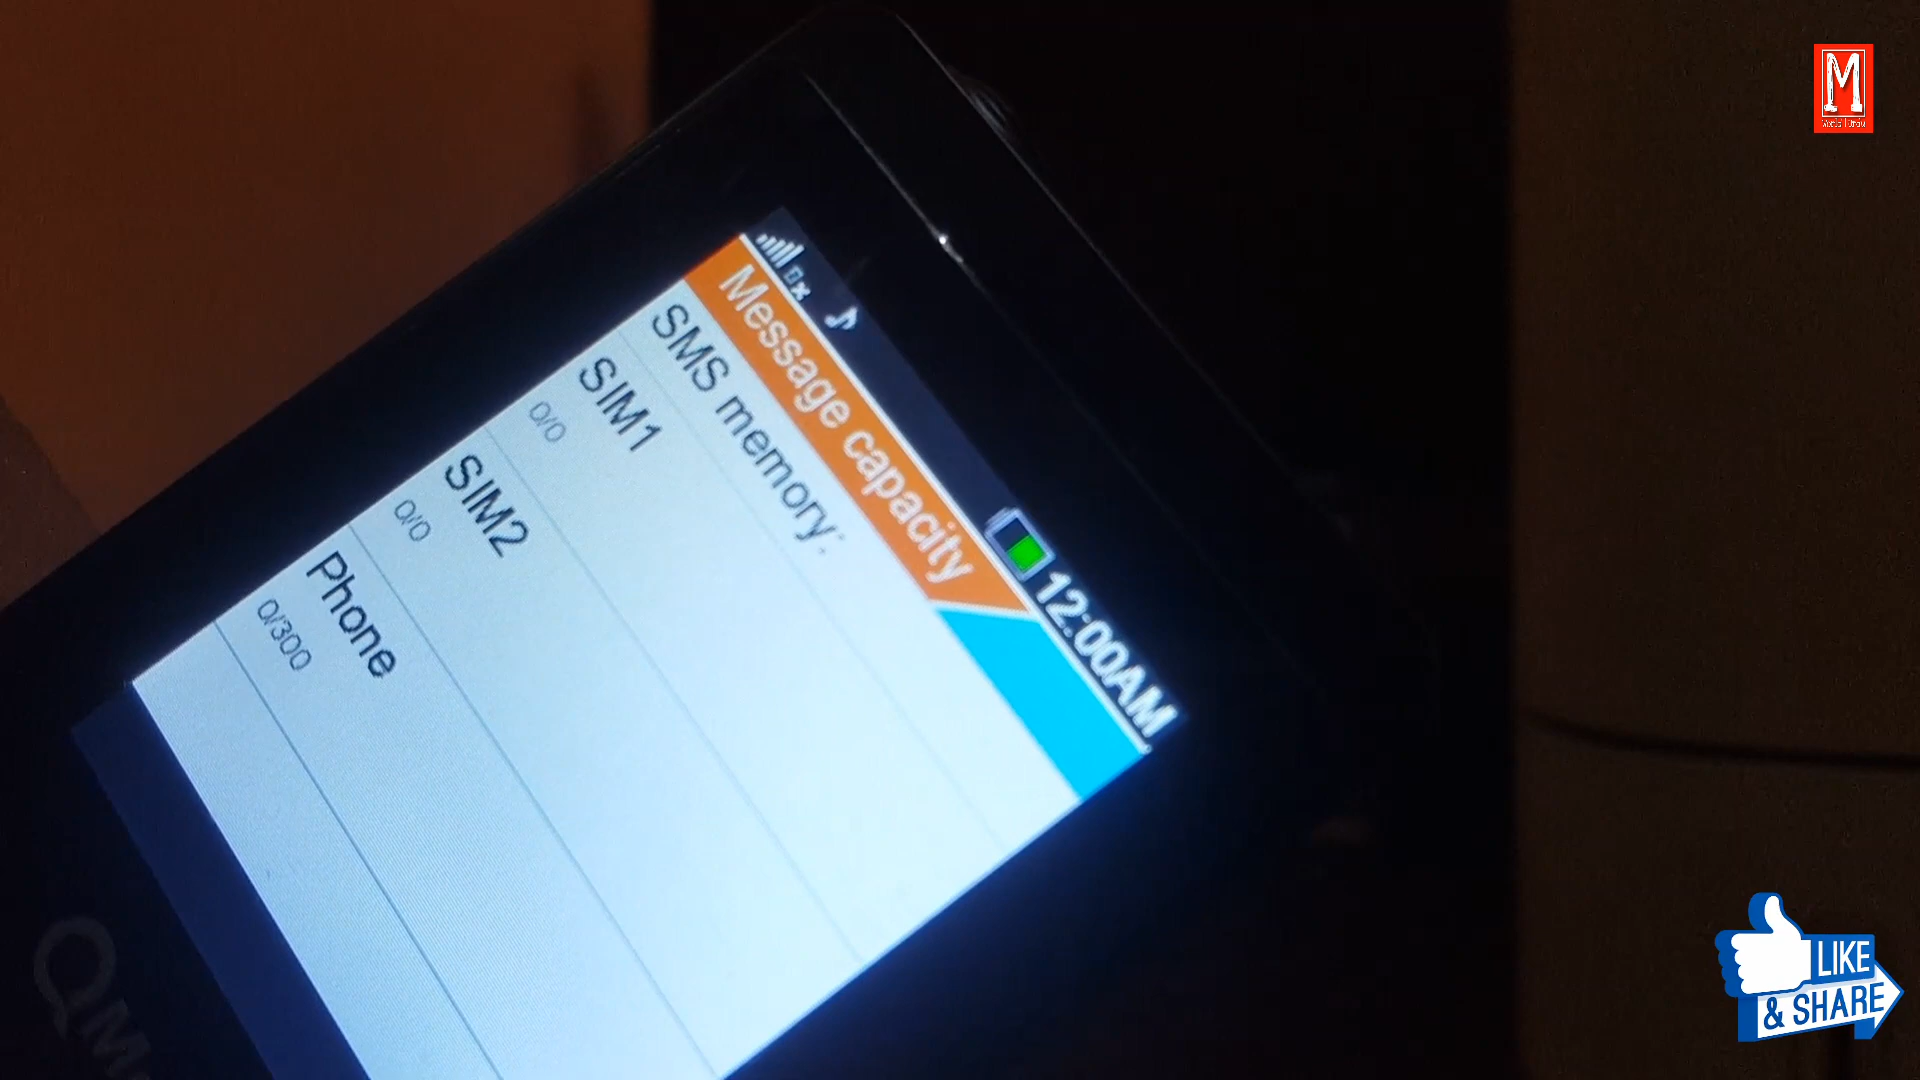 12:00AM
Message capacity
SMS memory:
SIM1
0/0
SIM2
0/0
Phone
0/300
M
LIKE
& SHARE